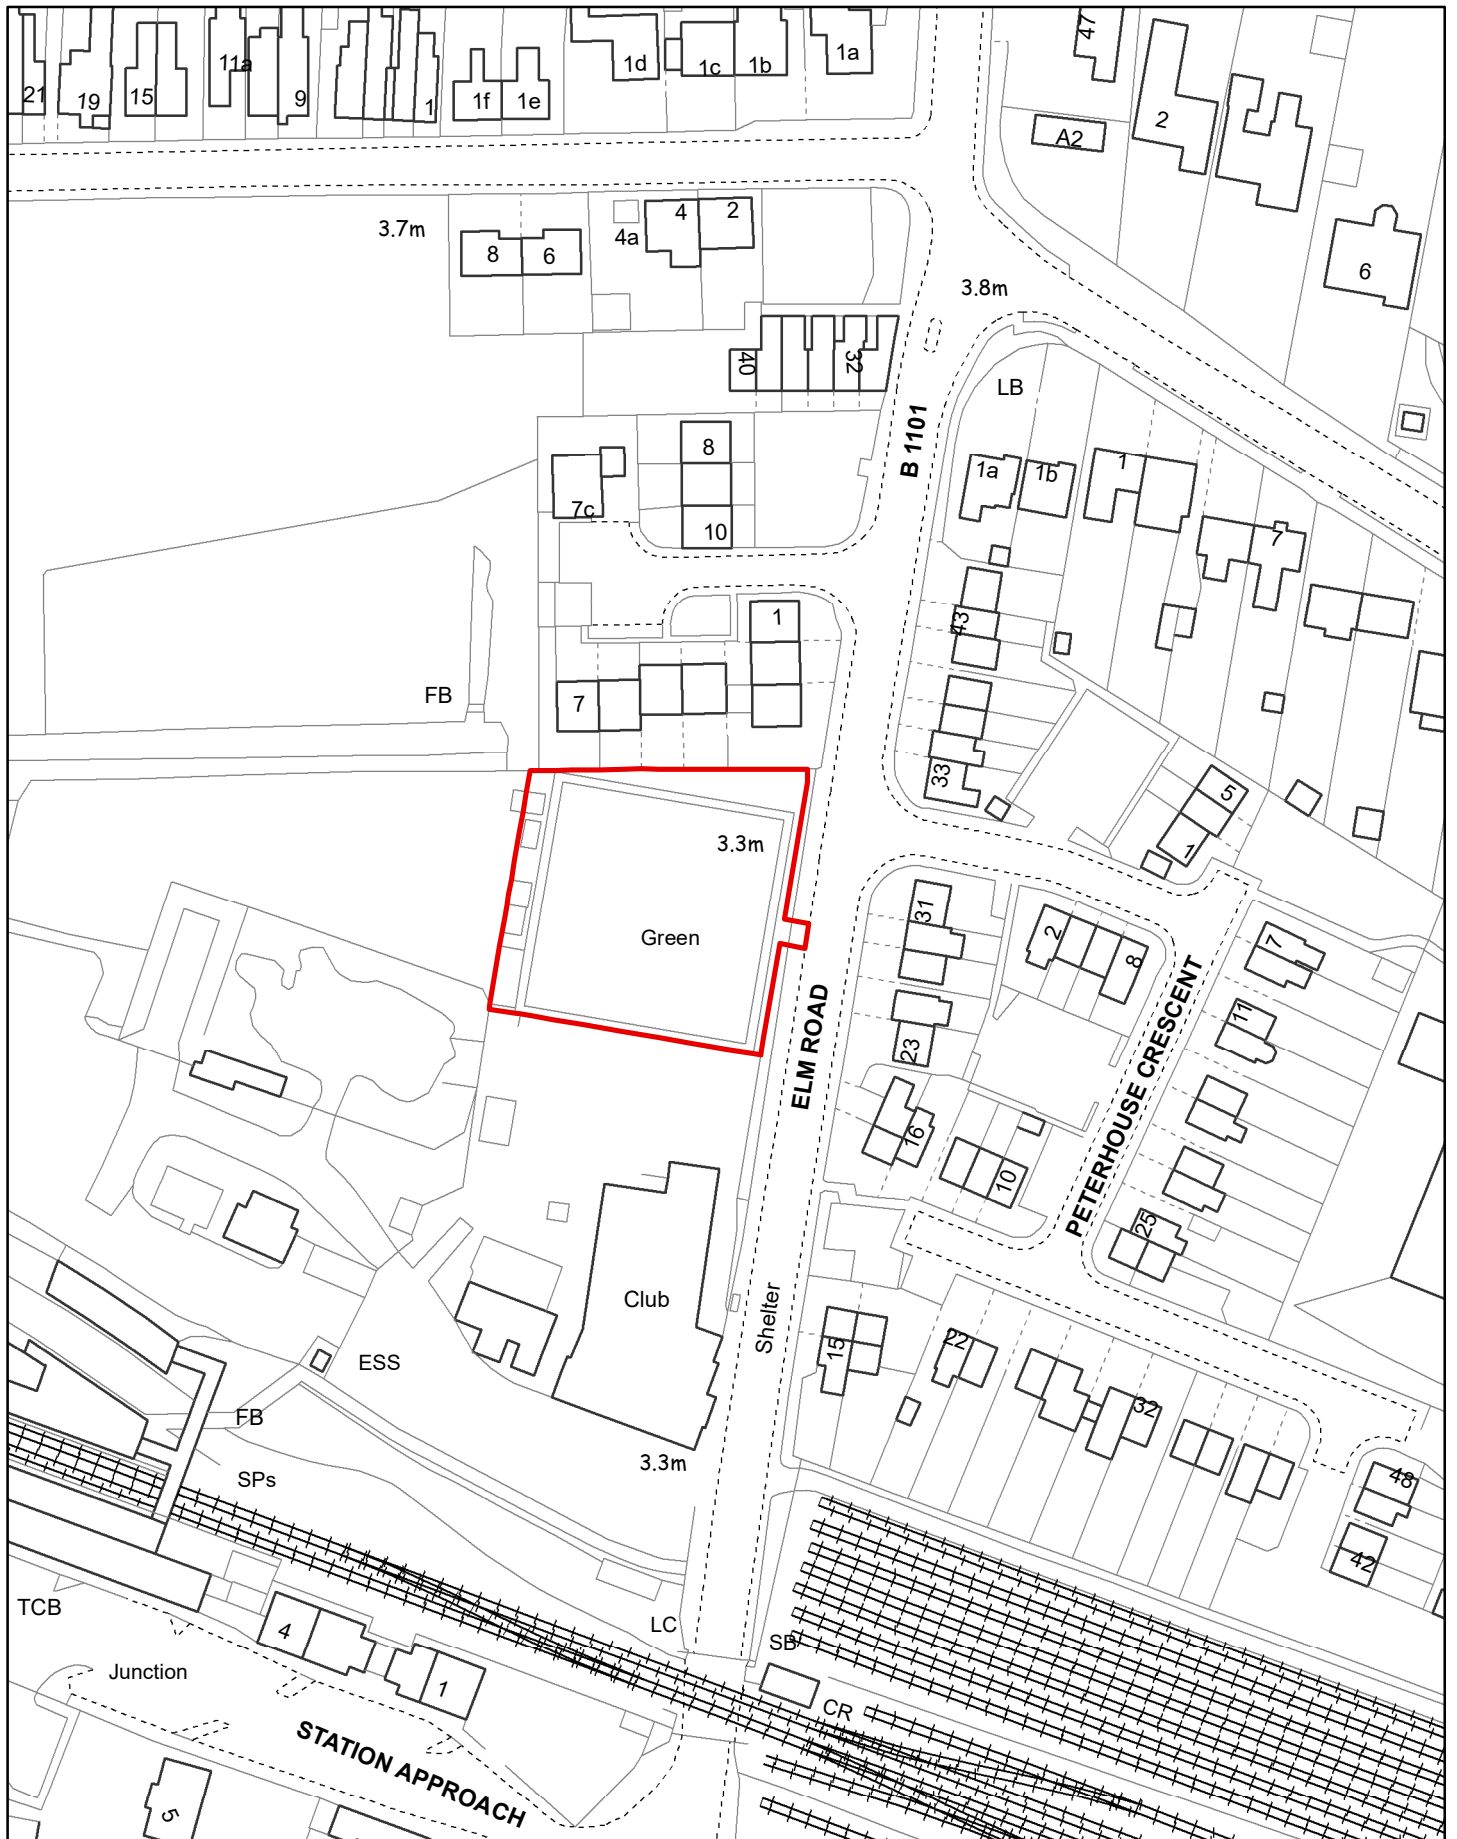 47
21
19
15
11a
9
1
1f
1e
1d
1c
1b
1a
A2
2
6
3.7m
8
6
4a
4
2
3.8m
40
32
LB
B 1101
8
7c
10
1a
1b
1
7
43
1
FB
7
33
5
1
3.3m
Green
31
2
8
7
11
ELM ROAD
23
PETERHOUSE CRESCENT
16
10
25
Club
Shelter
15
22
32
ESS
FB
3.3m
SPs
48
42
TCB
4
LC
SB
Junction
1
CR
STATION APPROACH
5